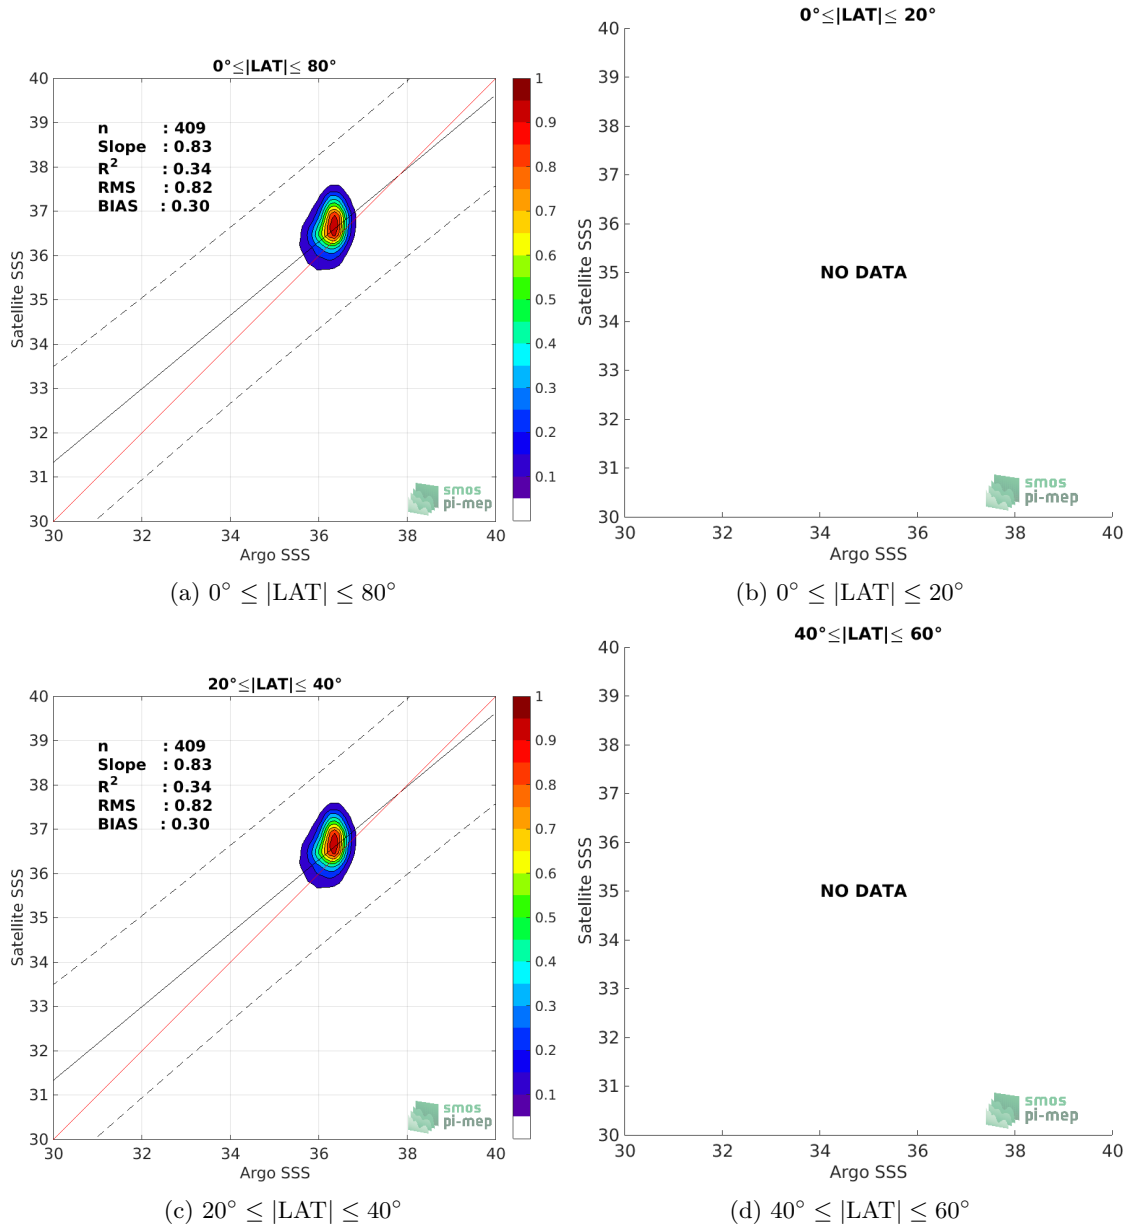 0°≤|LAT|≤ 80°
40
39
38
37
36
35
34
33
32
31
30
Satellite SSS
n : 409
Slope : 0.83
R² : 0.34
RMS : 0.82
BIAS : 0.30
smos
pi-mep
30 32 34 36 38 40
Argo SSS
1
0.9
0.8
0.7
0.6
0.5
0.4
0.3
0.2
0.1
(a) 0° ≤ |LAT| ≤ 80°
0°≤|LAT|≤ 20°
40
39
38
37
36
35
34
33
32
31
30
Satellite SSS
NO DATA
smos
pi-mep
30 32 34 36 38 40
Argo SSS
(b) 0° ≤ |LAT| ≤ 20°
20°≤|LAT|≤ 40°
40
39
38
37
36
35
34
33
32
31
30
Satellite SSS
n : 409
Slope : 0.83
R² : 0.34
RMS : 0.82
BIAS : 0.30
smos
pi-mep
30 32 34 36 38 40
Argo SSS
1
0.9
0.8
0.7
0.6
0.5
0.4
0.3
0.2
0.1
(c) 20° ≤ |LAT| ≤ 40°
40°≤|LAT|≤ 60°
40
39
38
37
36
35
34
33
32
31
30
Satellite SSS
NO DATA
smos
pi-mep
30 32 34 36 38 40
Argo SSS
(d) 40° ≤ |LAT| ≤ 60°